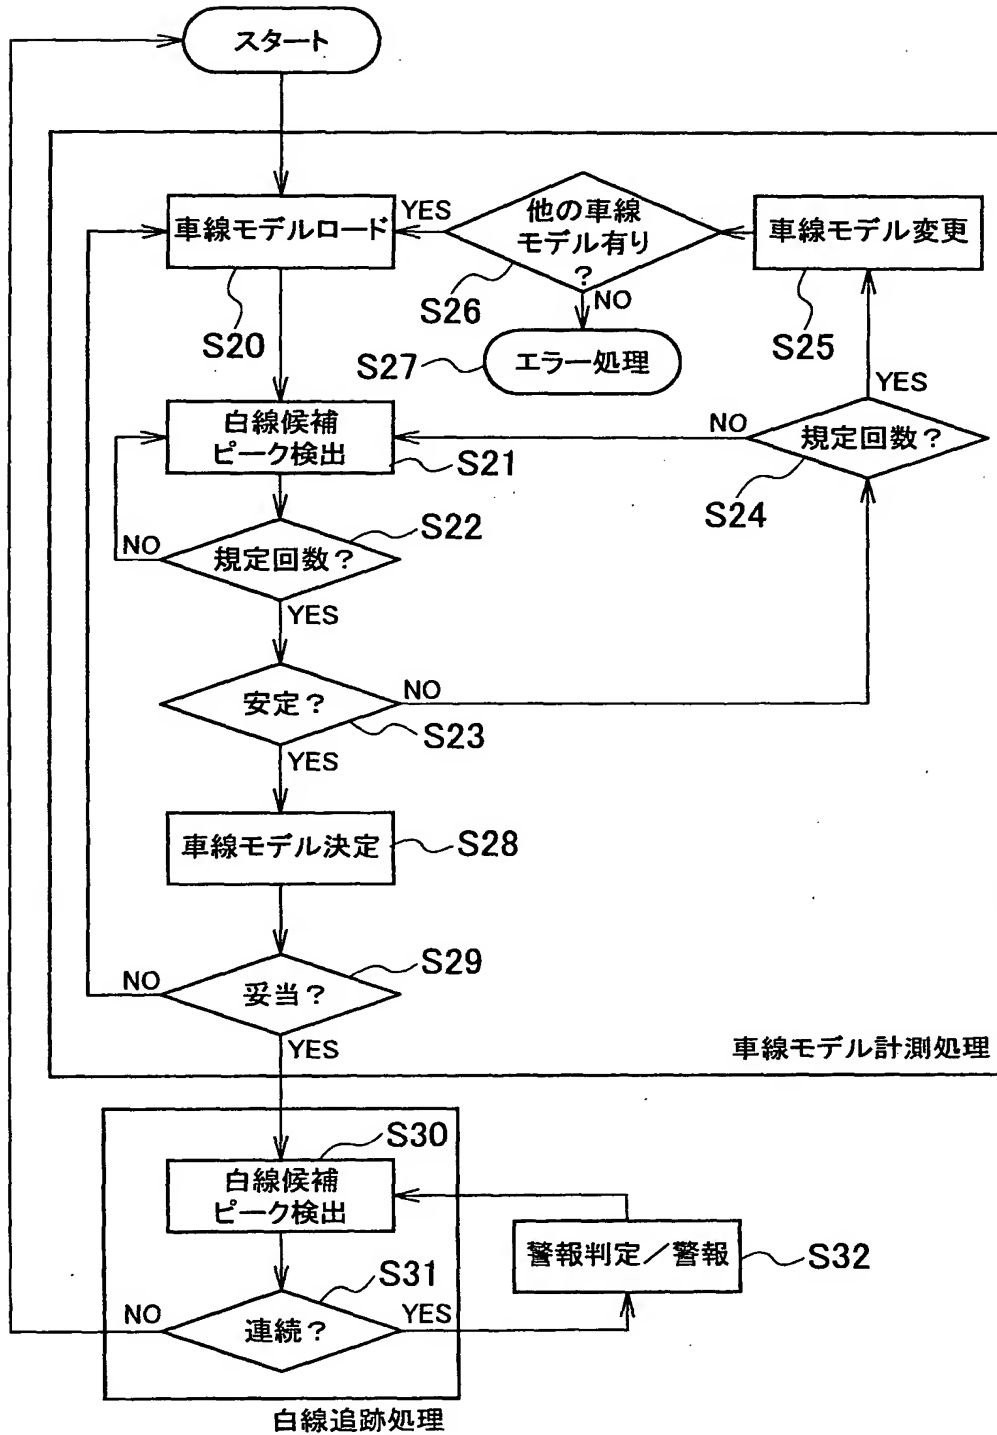 スタート
車線モデルロード
S20
YES
他の車線
モデル有り
?
S26
NO
エラー処理
S27
車線モデル変更
S25
YES
規定回数?
NO
S24
白線候補
ピーク検出
S21
規定回数?
S22
NO
YES
安定?
NO
S23
YES
車線モデル決定
S28
妥当?
S29
NO
YES
車線モデル計測処理
S30
白線候補
ピーク検出
S31
連続?
NO
YES
警報判定/警報
S32
白線追跡処理